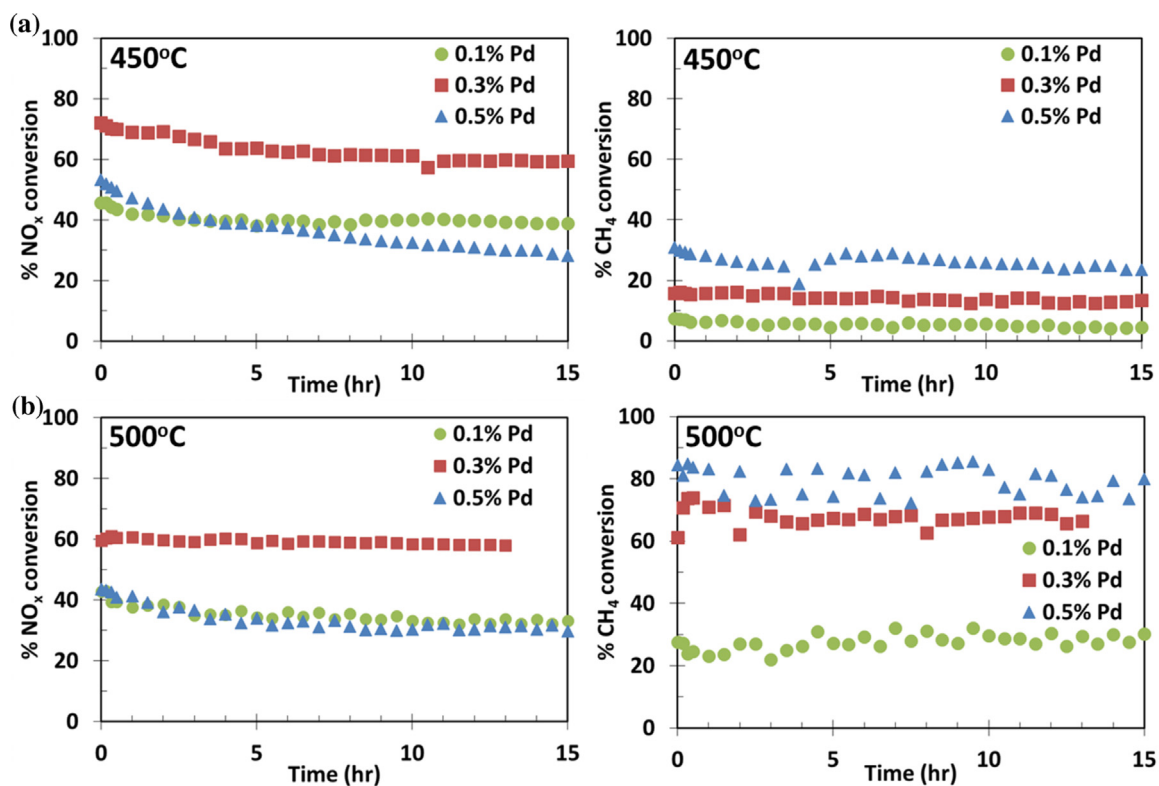 (a)
100
80
60
40
20
0
% NOx conversion
450°C
0.1% Pd
0.3% Pd
0.5% Pd
0 5 10 15
Time (hr)
100
80
60
40
20
0
% CH4 conversion
450°C
0.1% Pd
0.3% Pd
0.5% Pd
0 5 10 15
Time (hr)
(b)
100
80
60
40
20
0
% NOx conversion
500°C
0.1% Pd
0.3% Pd
0.5% Pd
0 5 10 15
Time (hr)
100
80
60
40
20
0
% CH4 conversion
500°C
0.1% Pd
0.3% Pd
0.5% Pd
0 5 10 15
Time (hr)